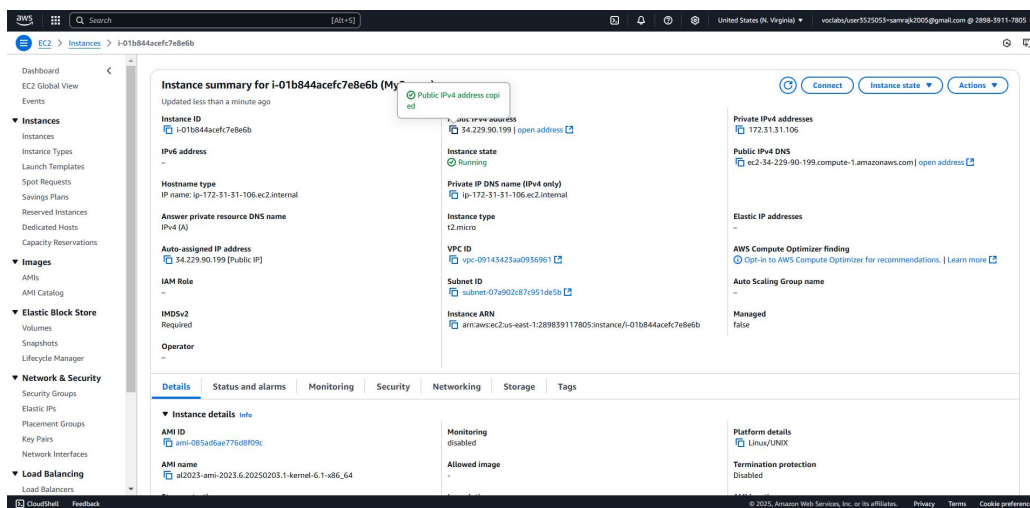 aws
Search
[Alt+S]
United States (N. Virginia) ▼
voclabs/user3525053=samrajk2005@gmail.com @ 2898-3911-7805
EC2 > Instances > i-01b844acefc7e8e6b
Dashboard
EC2 Global View
Events
▼ Instances
Instances
Instance Types
Launch Templates
Spot Requests
Savings Plans
Reserved Instances
Dedicated Hosts
Capacity Reservations
▼ Images
AMIs
AMI Catalog
▼ Elastic Block Store
Volumes
Snapshots
Lifecycle Manager
▼ Network & Security
Security Groups
Elastic IPs
Placement Groups
Key Pairs
Network Interfaces
▼ Load Balancing
Load Balancers
Instance summary for i-01b844acefc7e8e6b
Updated less than a minute ago
Public IPv4 address copi
ed
Connect
Instance state ▼
Actions ▼
Instance ID
i-01b844acefc7e8e6b
Public IPv4 address
34.229.90.199 | open address
Private IPv4 addresses
172.31.31.106
IPv6 address
–
Instance state
Running
Public IPv4 DNS
ec2-34-229-90-199.compute-1.amazonaws.com | open address
Hostname type
IP name: ip-172-31-31-106.ec2.internal
Private IP DNS name (IPv4 only)
ip-172-31-31-106.ec2.internal
Answer private resource DNS name
IPv4 (A)
Instance type
t2.micro
Elastic IP addresses
–
Auto-assigned IP address
34.229.90.199 [Public IP]
VPC ID
vpc-09143423aa0936961
AWS Compute Optimizer finding
Opt-in to AWS Compute Optimizer for recommendations. | Learn more
IAM Role
–
Subnet ID
subnet-07a902c87c951de5b
Auto Scaling Group name
–
IMDSv2
Required
Instance ARN
arn:aws:ec2:us-east-1:289839117805:instance/i-01b844acefc7e8e6b
Managed
false
Operator
–
Details
Status and alarms
Monitoring
Security
Networking
Storage
Tags
▼ Instance details Info
AMI ID
ami-085ad6ae776d8f09c
Monitoring
disabled
Platform details
Linux/UNIX
AMI name
al2023-ami-2023.6.20250203.1-kernel-6.1-x86_64
Allowed image
-
Termination protection
Disabled
CloudShell
Feedback
© 2025, Amazon Web Services, Inc. or its affiliates.
Privacy
Terms
Cookie preferenc